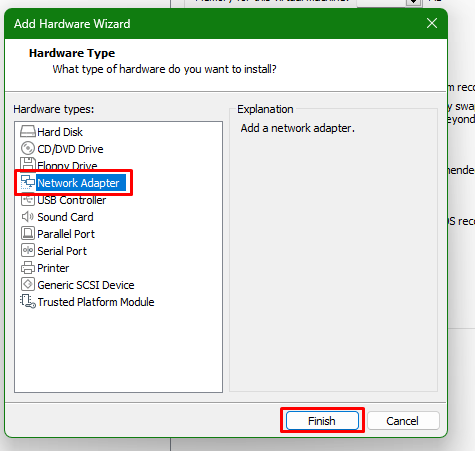 Add Hardware Wizard
Hardware Type
What type of hardware do you want to install?
Hardware types:
Hard Disk
CD/DVD Drive
Floppy Drive
Network Adapter
USB Controller
Sound Card
Parallel Port
Serial Port
Printer
Generic SCSI Device
Trusted Platform Module
Explanation
Add a network adapter.
Finish
Cancel